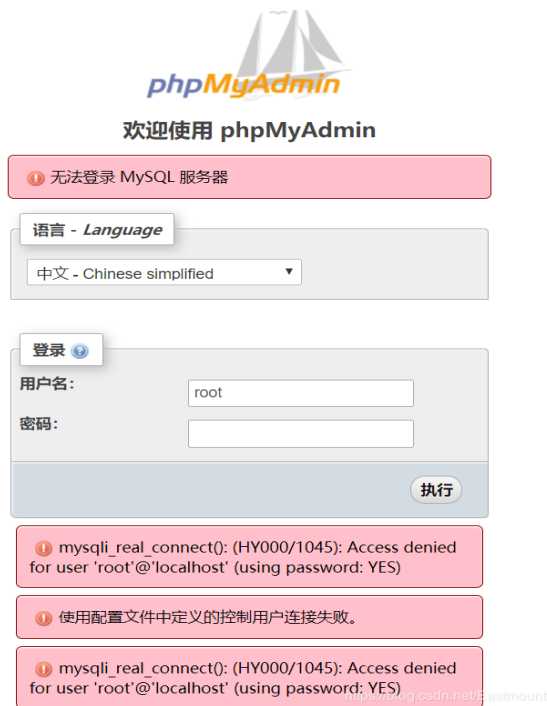 phpMyAdmin
欢迎使用 phpMyAdmin
无法登录 MySQL 服务器
语言 - Language
中文 - Chinese simplified
登录
用户名:
root
密码:
执行
mysqli_real_connect(): (HY000/1045): Access denied
for user 'root'@'localhost' (using password: YES)
使用配置文件中定义的控制用户连接失败。
mysqli_real_connect(): (HY000/1045): Access denied
for user 'root'@'localhost' (using password: YES)
https://blog.csdn.net/Eastmount